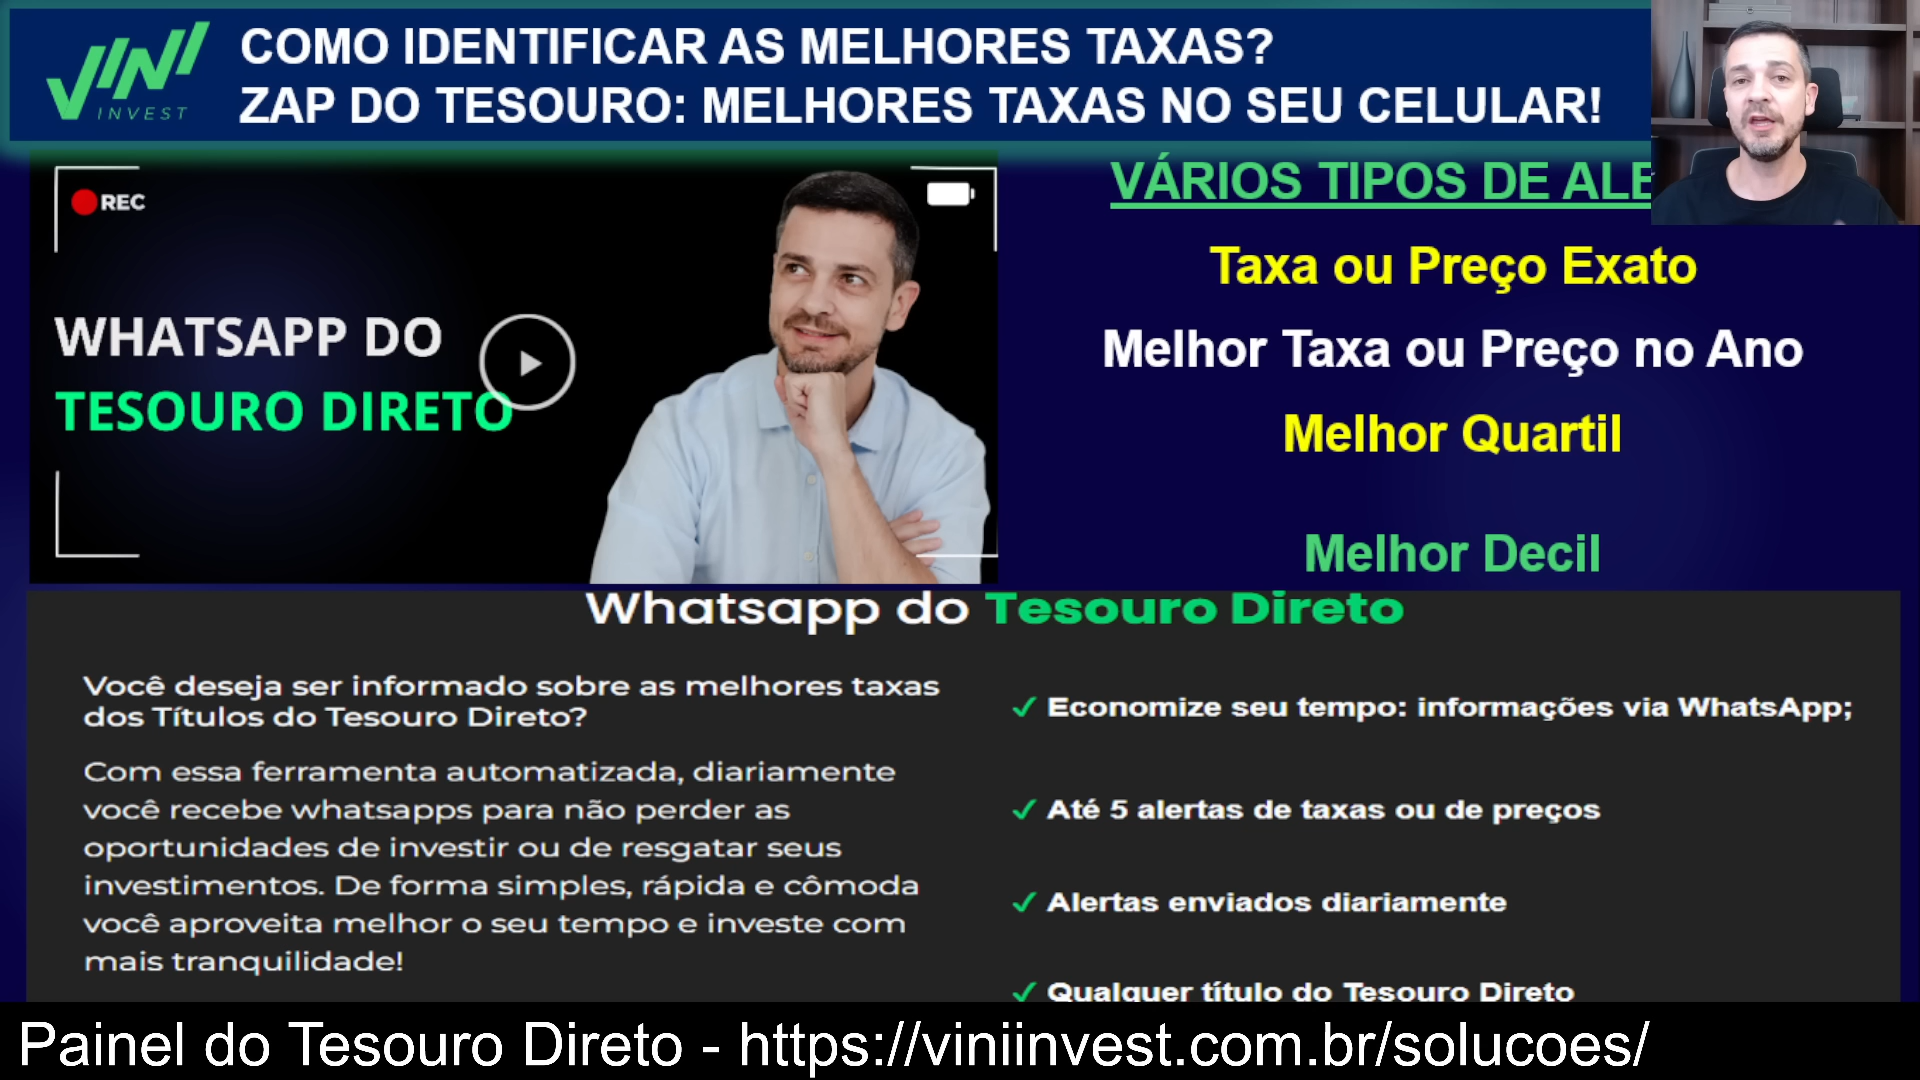 VINI
INVEST
COMO IDENTIFICAR AS MELHORES TAXAS?
ZAP DO TESOURO: MELHORES TAXAS NO SEU CELULAR!
REC
WHATSAPP DO
TESOURO DIRETO
VÁRIOS TIPOS DE ALE
Taxa ou Preço Exato
Melhor Taxa ou Preço no Ano
Melhor Quartil
Melhor Decil
Whatsapp do Tesouro Direto
Você deseja ser informado sobre as melhores taxas
dos Títulos do Tesouro Direto?
Com essa ferramenta automatizada, diariamente
você recebe whatsapps para não perder as
oportunidades de investir ou de resgatar seus
investimentos. De forma simples, rápida e cômoda
você aproveita melhor o seu tempo e investe com
mais tranquilidade!
✓ Economize seu tempo: informações via WhatsApp;
✓ Até 5 alertas de taxas ou de preços
✓ Alertas enviados diariamente
✓ Qualquer título do Tesouro Direto
Painel do Tesouro Direto - https://viniinvest.com.br/solucoes/